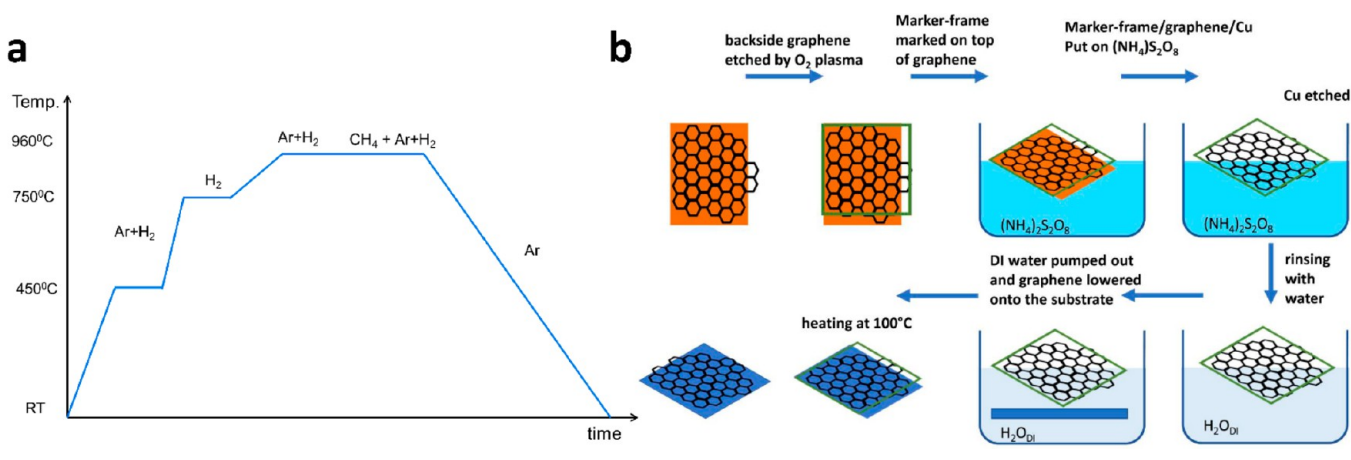 a
Temp.
960⁰C
750⁰C
450⁰C
RT
Ar+H₂
H₂
Ar+H₂
CH₄ + Ar+H₂
Ar
time
b
backside graphene
etched by O₂ plasma
Marker-frame
marked on top
of graphene
Marker-frame/graphene/Cu
Put on (NH₄)S₂O₈
Cu etched
(NH₄)₂S₂O₈
(NH₄)₂S₂O₈
rinsing
with
water
DI water pumped out
and graphene lowered
onto the substrate
heating at 100°C
H₂O_DI
H₂O_DI